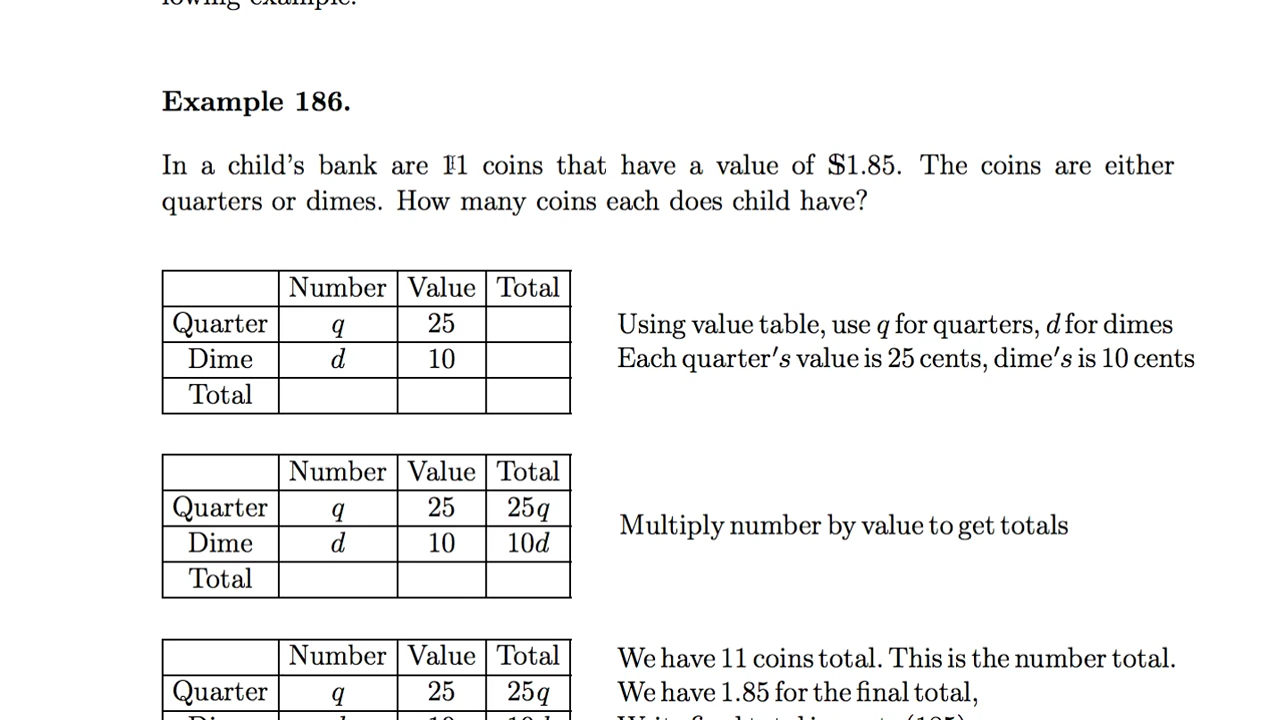 lowing example.
Example 186.
In a child's bank are 11 coins that have a value of $1.85. The coins are either
quarters or dimes. How many coins each does child have?
Number Value Total
Quarter q 25
Dime d 10
Total
Using value table, use q for quarters, d for dimes
Each quarter's value is 25 cents, dime's is 10 cents
Number Value Total
Quarter q 25 25q
Dime d 10 10d
Total
Multiply number by value to get totals
Number Value Total
Quarter q 25 25q
We have 11 coins total. This is the number total.
We have 1.85 for the final total,